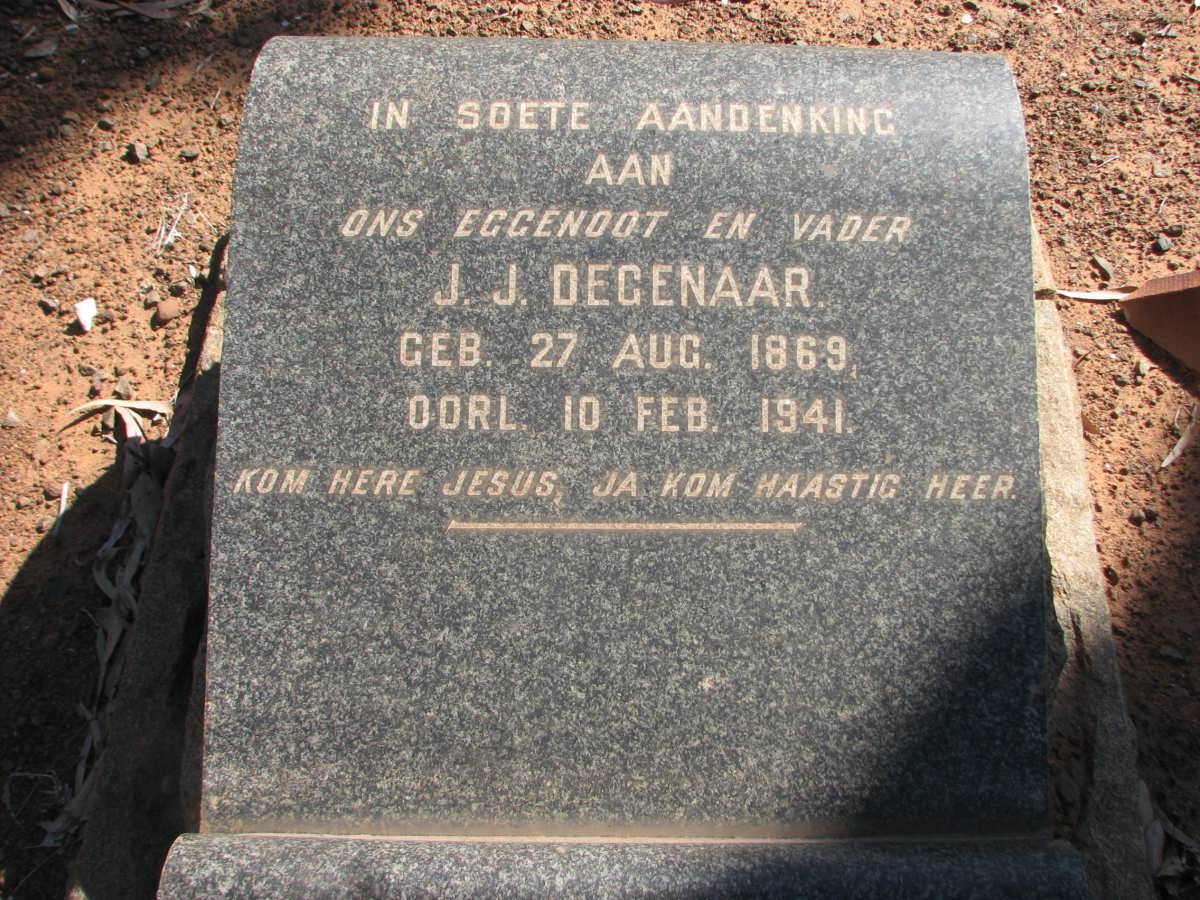 IN SOETE AANDENKING
AAN
ONS EGGENOOT EN VADER
J. J. DEGENAAR.
GEB. 27 AUG. 1869,
OORL. 10 FEB. 1941.
KOM HERE JESUS, JA KOM HAASTIG HEER.